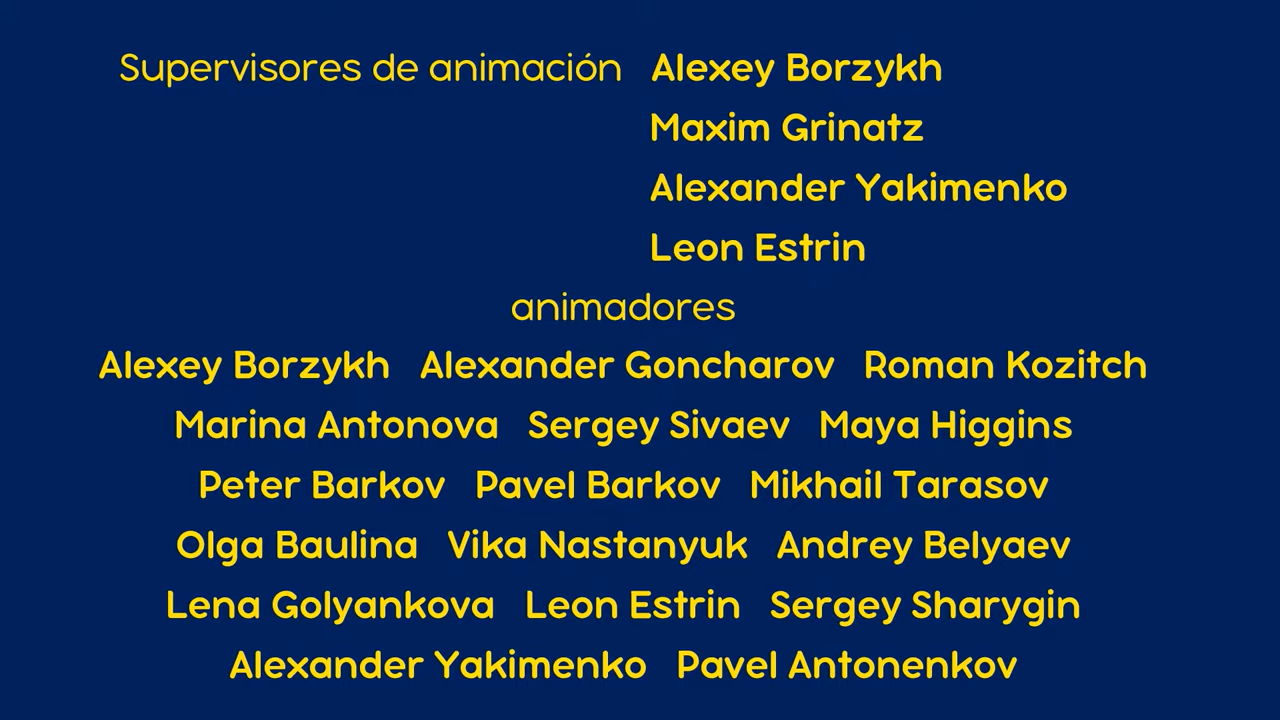 Supervisores de animación Alexey Borzykh
Maxim Grinatz
Alexander Yakimenko
Leon Estrin
animadores
Alexey Borzykh Alexander Goncharov Roman Kozitch
Marina Antonova Sergey Sivaev Maya Higgins
Peter Barkov Pavel Barkov Mikhail Tarasov
Olga Baulina Vika Nastanyuk Andrey Belyaev
Lena Golyankova Leon Estrin Sergey Sharygin
Alexander Yakimenko Pavel Antonenkov